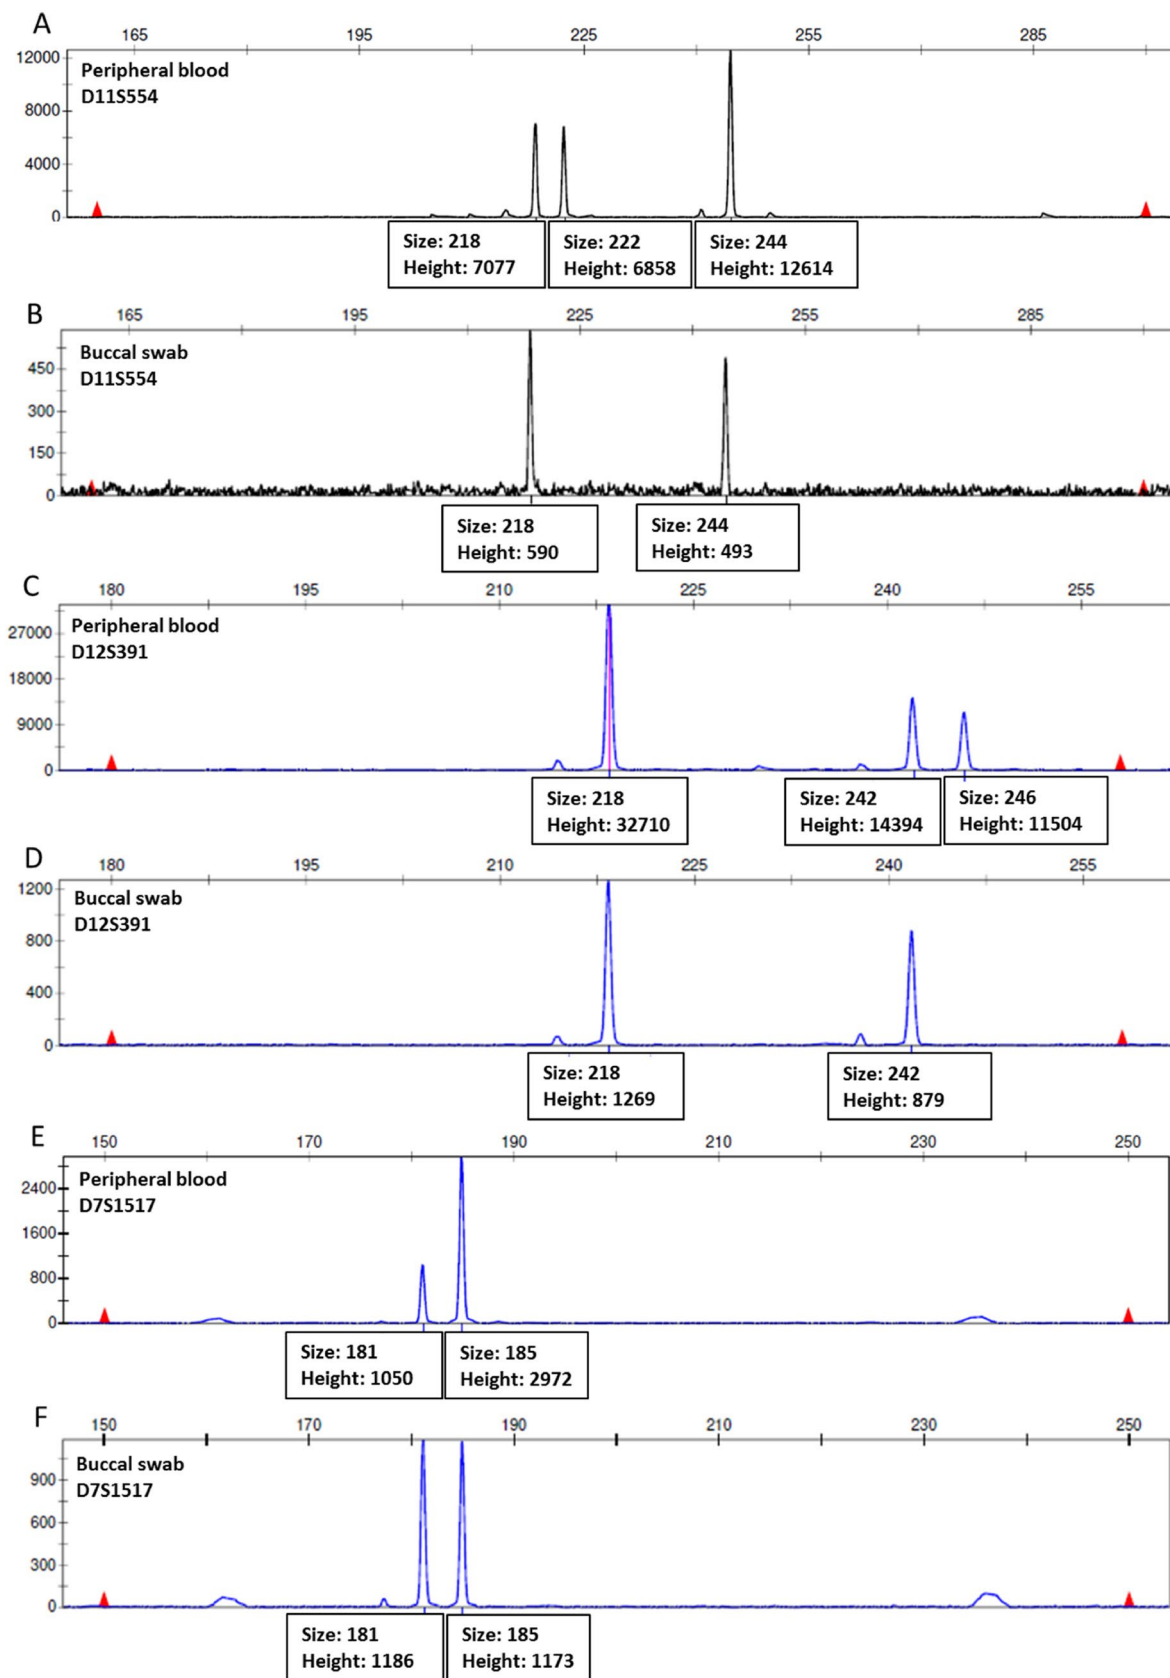 A
165 195 225 255 285
12000
Peripheral blood
D11S554
8000
4000
0
Size: 218
Height: 7077
Size: 222
Height: 6858
Size: 244
Height: 12614
B
165 195 225 255 285
Buccal swab
D11S554
450
300
150
0
Size: 218
Height: 590
Size: 244
Height: 493
C
180 195 210 225 240 255
Peripheral blood
27000
D12S391
18000
9000
0
Size: 218
Height: 32710
Size: 242
Height: 14394
Size: 246
Height: 11504
D
180 195 210 225 240 255
1200
Buccal swab
D12S391
800
400
0
Size: 218
Height: 1269
Size: 242
Height: 879
E
150 170 190 210 230 250
Peripheral blood
2400
D7S1517
1600
800
0
Size: 181
Height: 1050
Size: 185
Height: 2972
F
150 170 190 210 230 250
Buccal swab
900
D7S1517
600
300
0
Size: 181
Height: 1186
Size: 185
Height: 1173